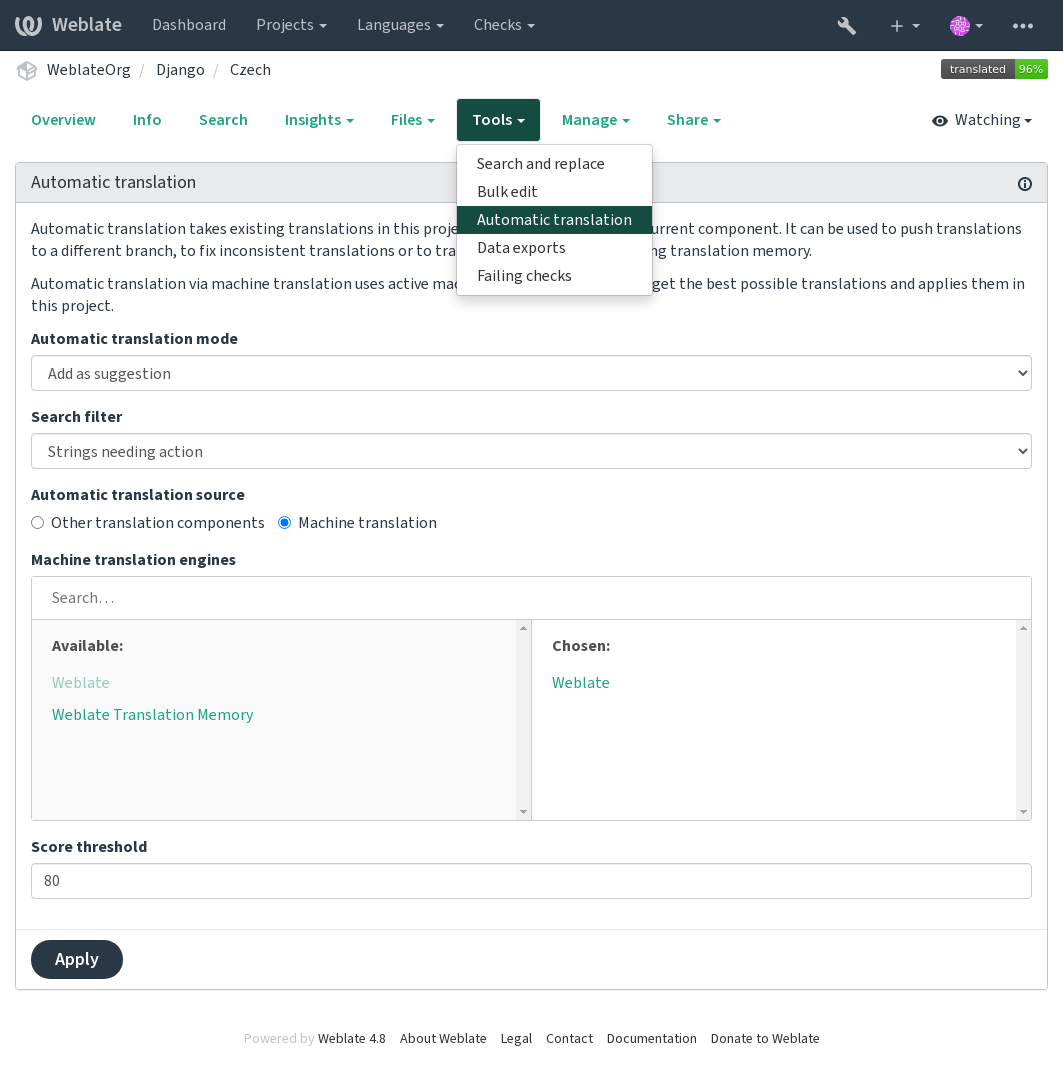 Weblate Dashboard Projects Languages Checks
WeblateOrg / Django / Czech translated 96%
Overview Info Search Insights Files Tools Manage Share Watching
Search and replace
Bulk edit
Automatic translation
Data exports
Failing checks
Automatic translation
Automatic translation takes existing translations in this proje urrent component. It can be used to push translations
to a different branch, to fix inconsistent translations or to tra g translation memory.
Automatic translation via machine translation uses active mac get the best possible translations and applies them in
this project.
Automatic translation mode
Add as suggestion
Search filter
Strings needing action
Automatic translation source
Other translation components Machine translation
Machine translation engines
Search…
Available: Chosen:
Weblate Weblate
Weblate Translation Memory
Score threshold
80
Apply
Powered by Weblate 4.8 About Weblate Legal Contact Documentation Donate to Weblate